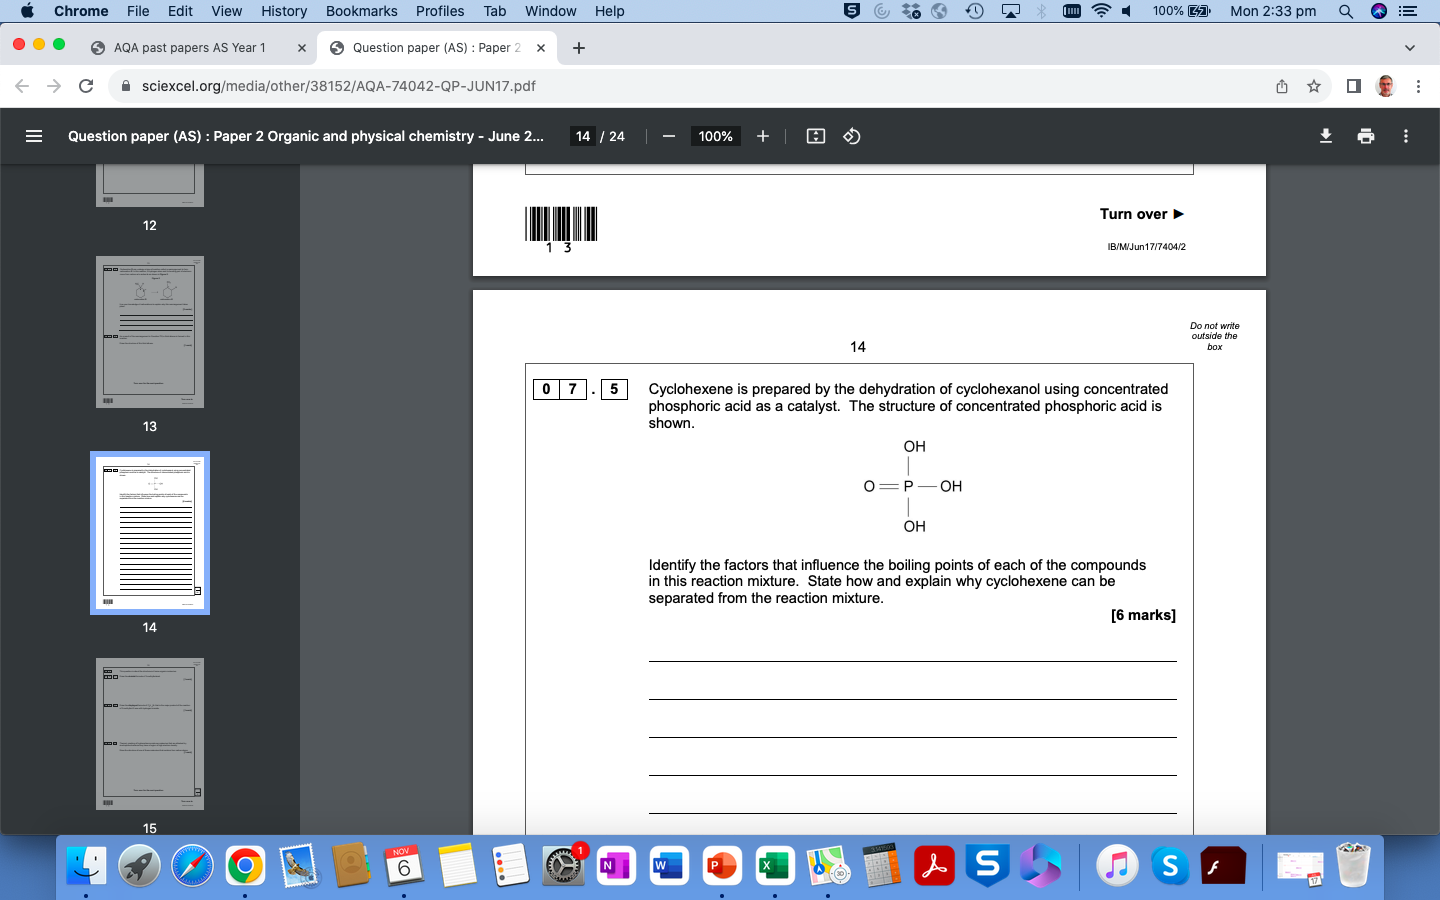 Chrome File Edit View History Bookmarks Profiles Tab Window Help 100% Mon 2:33 pm
AQA past papers AS Year 1 Question paper (AS) : Paper 2
sciexcel.org/media/other/38152/AQA-74042-QP-JUN17.pdf
Question paper (AS) : Paper 2 Organic and physical chemistry - June 2... 14 / 24 100%
12
13
14
15
1 3
Turn over ►
IB/M/Jun17/7404/2
Do not write
outside the
box
14
0 7 . 5 Cyclohexene is prepared by the dehydration of cyclohexanol using concentrated
phosphoric acid as a catalyst. The structure of concentrated phosphoric acid is
shown.
OH
O P OH
OH
Identify the factors that influence the boiling points of each of the compounds
in this reaction mixture. State how and explain why cyclohexene can be
separated from the reaction mixture.
[6 marks]
NOV
6
1
N
W
P
X
3D
S
S
17